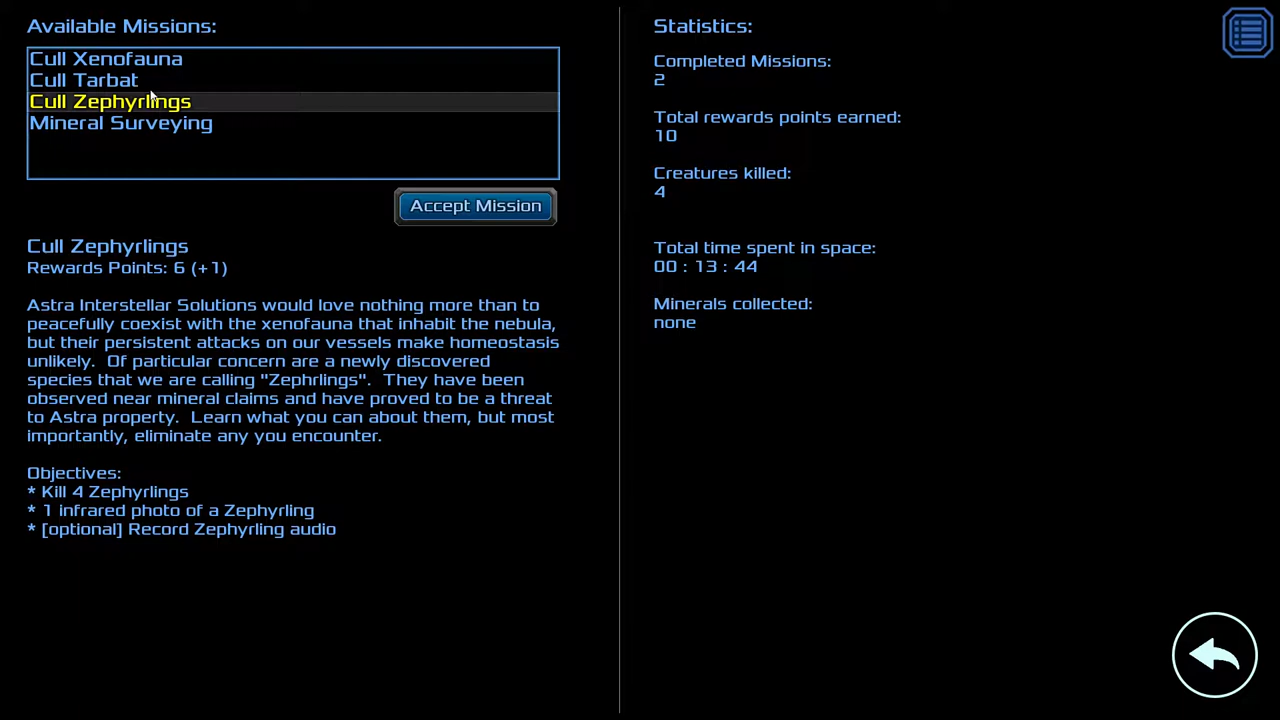 Available Missions:
Cull Xenofauna
Cull Tarbat
Cull Zephyrlings
Mineral Surveying
Accept Mission
Cull Zephyrlings
Rewards Points: 6 (+1)
Astra Interstellar Solutions would love nothing more than to
peacefully coexist with the xenofauna that inhabit the nebula,
but their persistent attacks on our vessels make homeostasis
unlikely.  Of particular concern are a newly discovered
species that we are calling "Zephrlings".  They have been
observed near mineral claims and have proved to be a threat
to Astra property.  Learn what you can about them, but most
importantly, eliminate any you encounter.
Objectives:
* Kill 4 Zephyrlings
* 1 infrared photo of a Zephyrling
* [optional] Record Zephyrling audio
Statistics:
Completed Missions:
2
Total rewards points earned:
10
Creatures killed:
4
Total time spent in space:
00 : 13 : 44
Minerals collected:
none